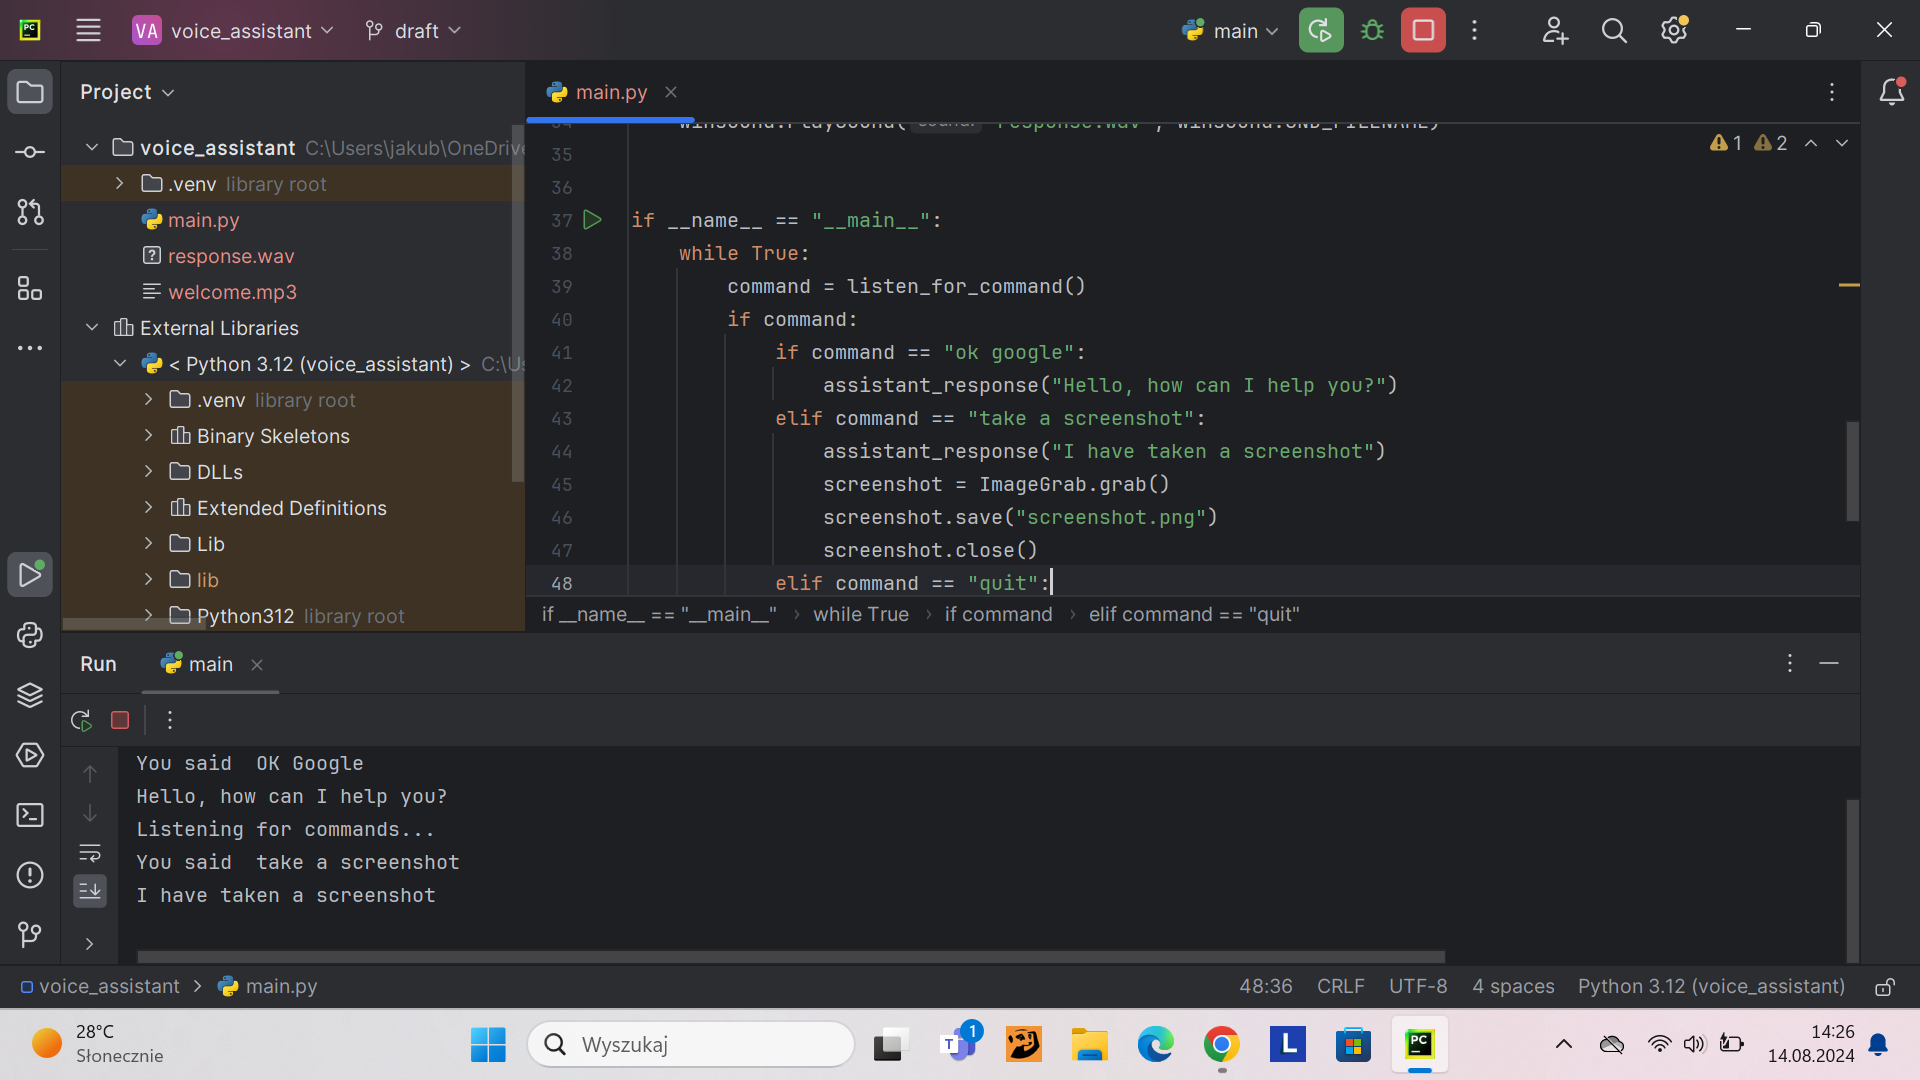 VA voice_assistant draft main
Project
main.py
voice_assistant C:\Users\jakub\OneDrive
.venv library root
main.py
response.wav
welcome.mp3
External Libraries
< Python 3.12 (voice_assistant) > C:\Us
.venv library root
Binary Skeletons
DLLs
Extended Definitions
Lib
lib
Python312 library root
1 2
35
36
37 if __name__ == "__main__":
38 while True:
39 command = listen_for_command()
40 if command:
41 if command == "ok google":
42 assistant_response("Hello, how can I help you?")
43 elif command == "take a screenshot":
44 assistant_response("I have taken a screenshot")
45 screenshot = ImageGrab.grab()
46 screenshot.save("screenshot.png")
47 screenshot.close()
48 elif command == "quit":
if __name__ == "__main__" › while True › if command › elif command == "quit"
Run main
You said  OK Google
Hello, how can I help you?
Listening for commands...
You said  take a screenshot
I have taken a screenshot
voice_assistant > main.py
48:36 CRLF UTF-8 4 spaces Python 3.12 (voice_assistant)
28°C
Słonecznie
Wyszukaj
1
14:26
14.08.2024